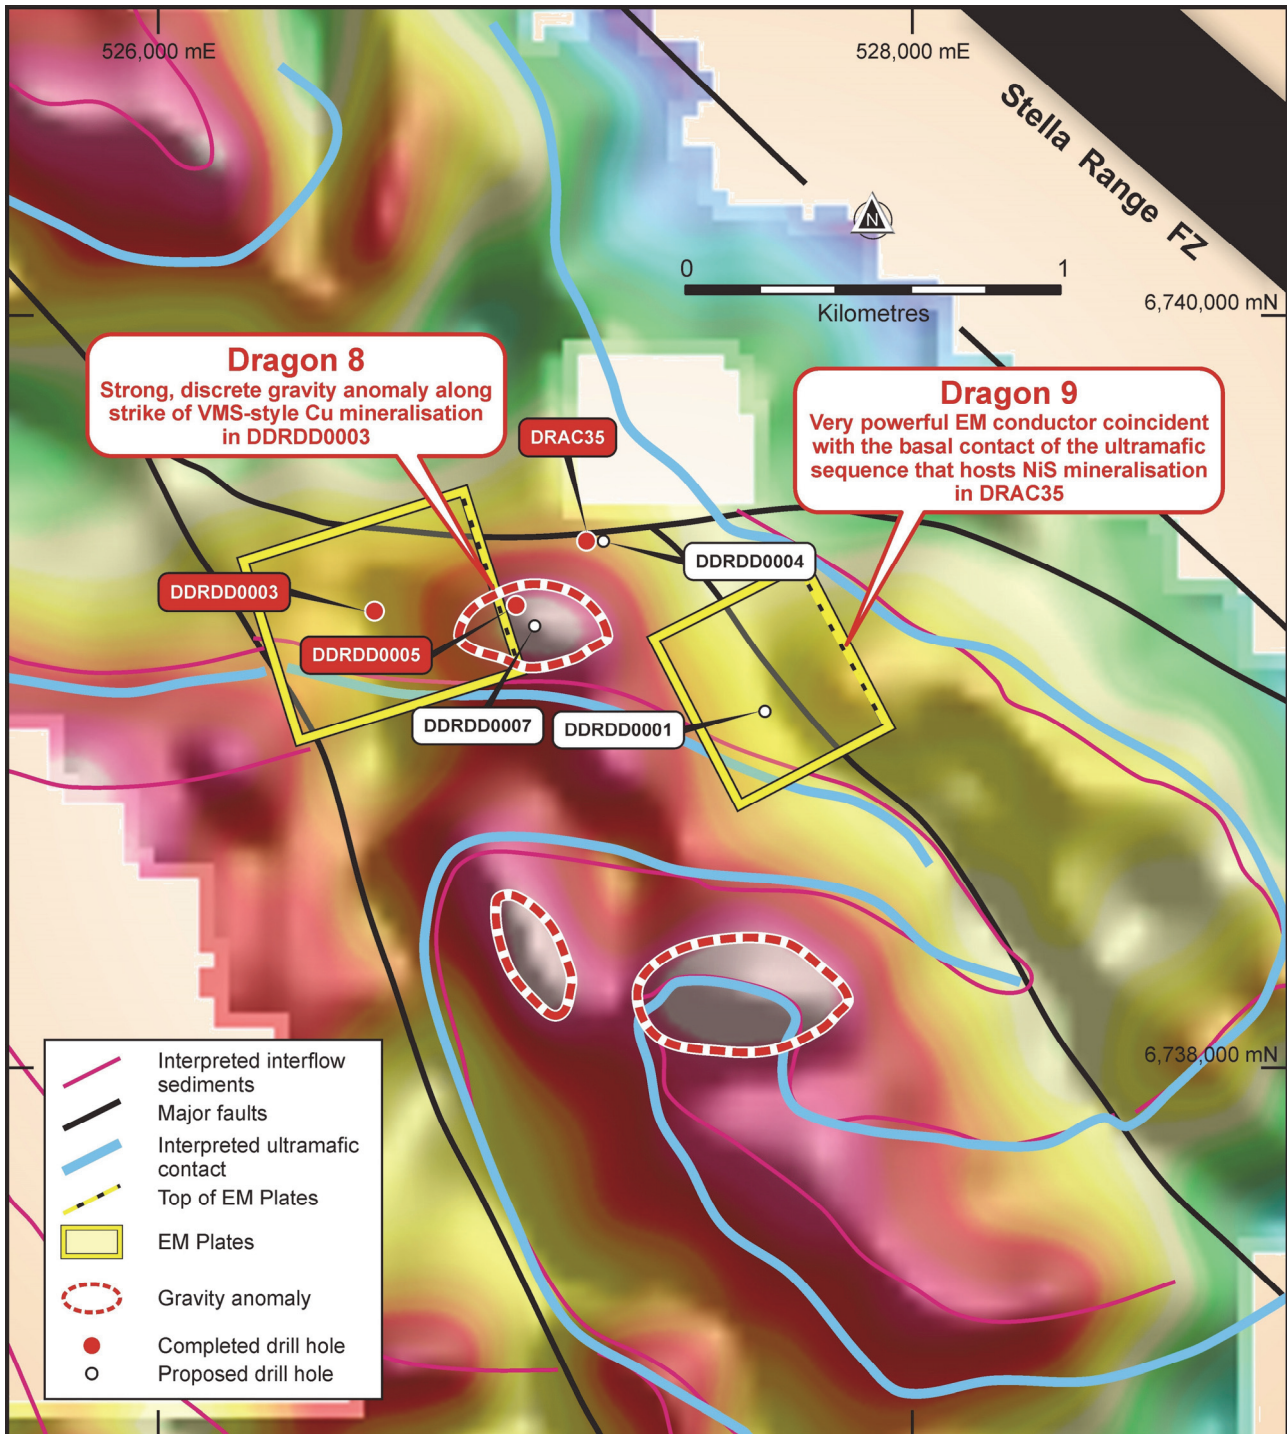 526,000 mE
528,000 mE
Stella Range FZ
N
0
1
Kilometres
6,740,000 mN
Dragon 8
Strong, discrete gravity anomaly along
strike of VMS-style Cu mineralisation
in DDRDD0003
Dragon 9
Very powerful EM conductor coincident
with the basal contact of the ultramafic
sequence that hosts NiS mineralisation
in DRAC35
DRAC35
DDRDD0004
DDRDD0003
DDRDD0005
DDRDD0007
DDRDD0001
6,738,000 mN
Interpreted interflow
sediments
Major faults
Interpreted ultramafic
contact
Top of EM Plates
EM Plates
Gravity anomaly
Completed drill hole
Proposed drill hole